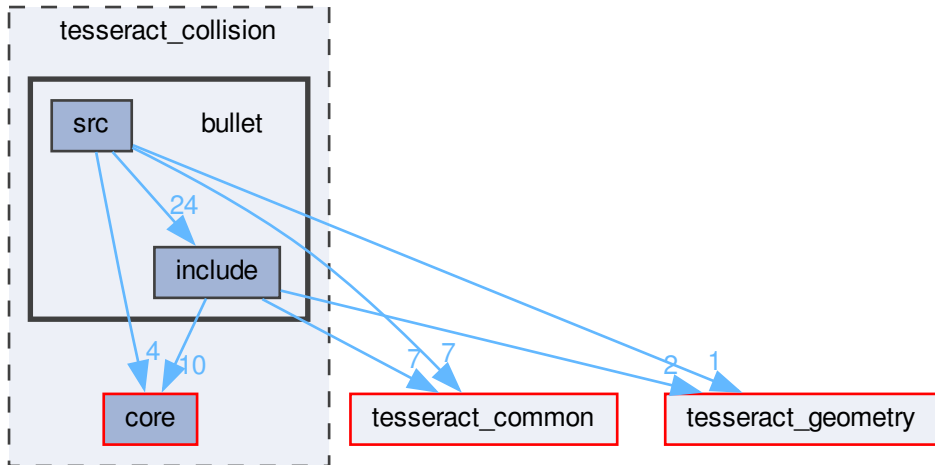 tesseract_collision
src
bullet
24
include
4
10
7
7
2
1
core
tesseract_common
tesseract_geometry